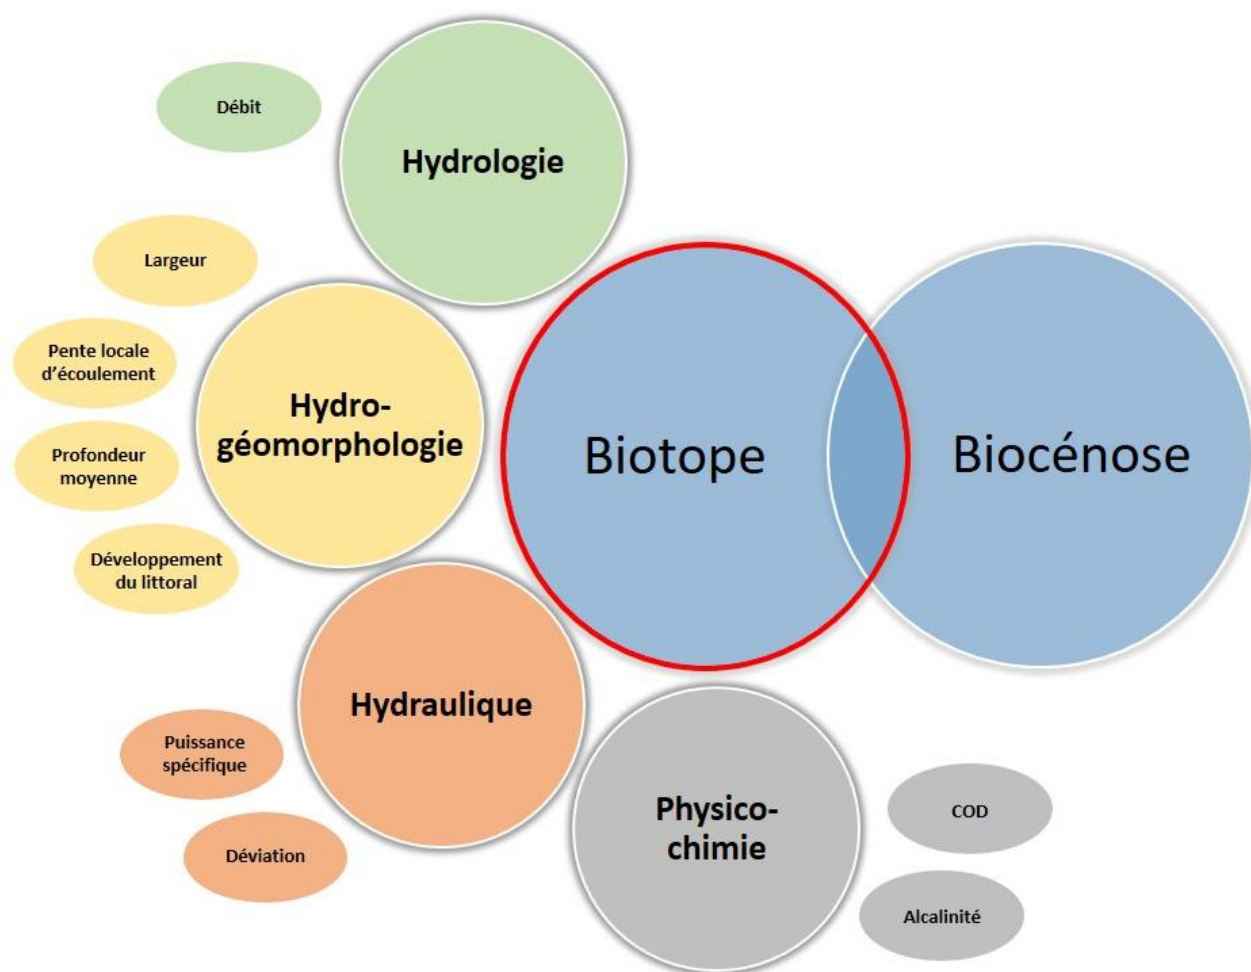 Débit
Hydrologie
Largeur
Pente locale
d'écoulement
Hydro-
géomorphologie
Profondeur
moyenne
Développement
du littoral
Biotope
Biocénose
Hydraulique
Puissance
spécifique
Déviation
Physico-
chimie
COD
Alcalinité